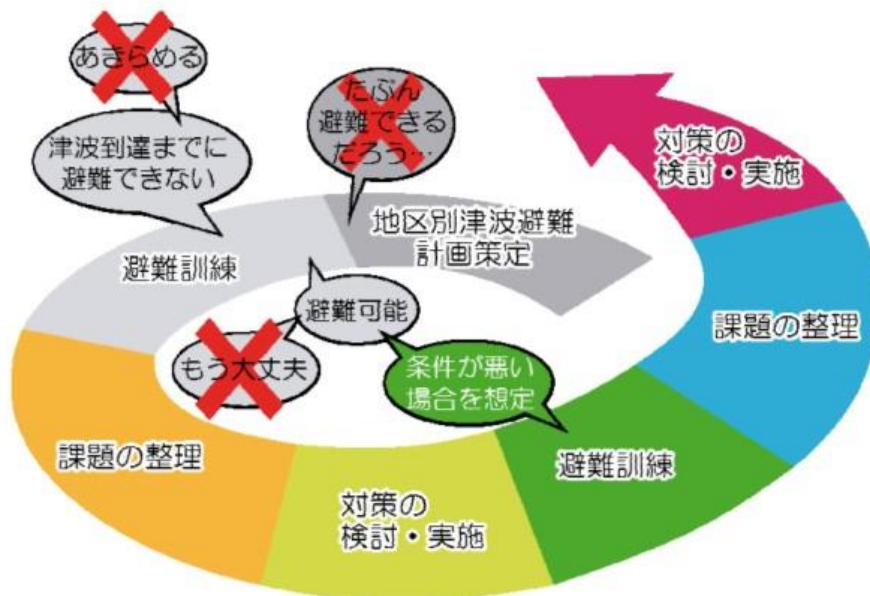 あきらめる
津波到達までに
避難できない
たぶん
避難できる
だろう…
地区別津波避難
計画策定
避難訓練
避難可能
もう大丈夫
条件が悪い
場合を想定
課題の整理
対策の
検討・実施
避難訓練
課題の整理
対策の
検討・実施